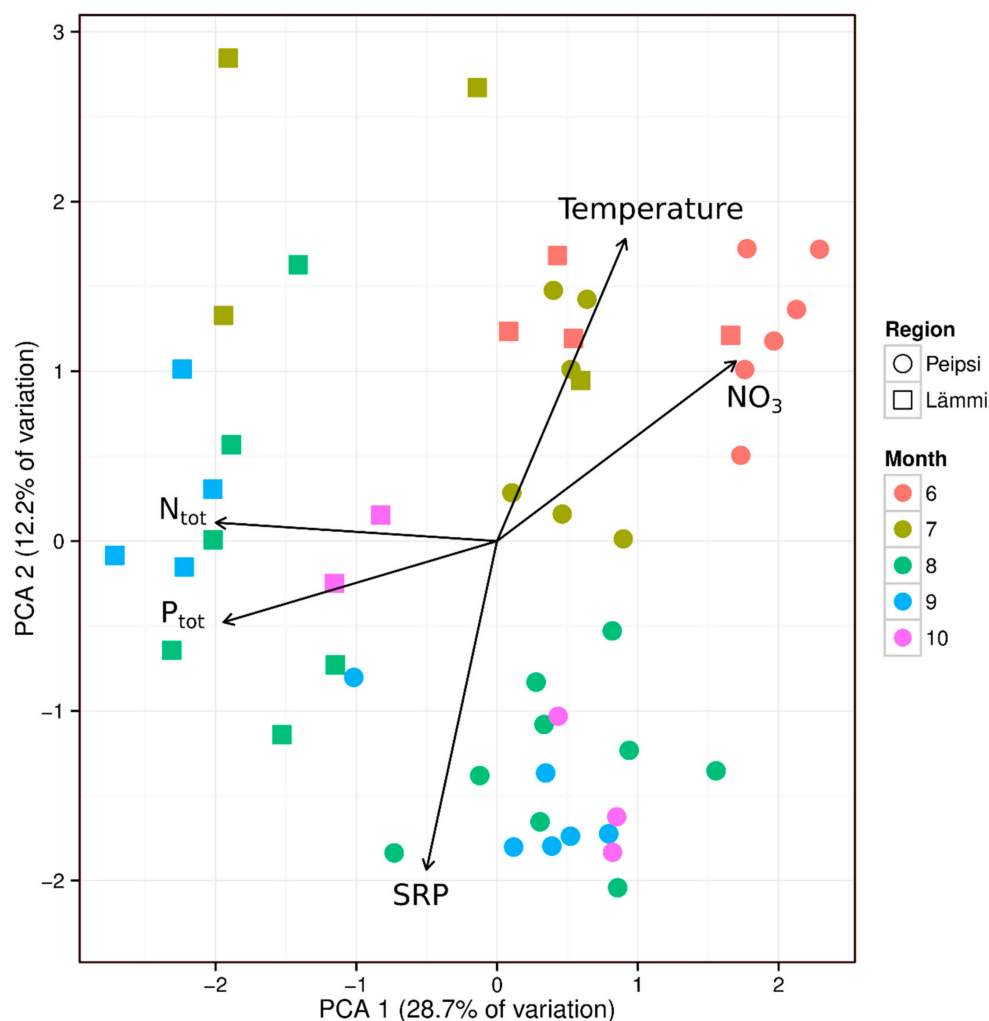 3
2
1
0
−1
−2
PCA 2 (12.2% of variation)
Temperature
NO₃
Nₜₒₜ
Pₜₒₜ
SRP
−2 −1 0 1 2
PCA 1 (28.7% of variation)
Region
Peipsi
Lämmi
Month
6
7
8
9
10